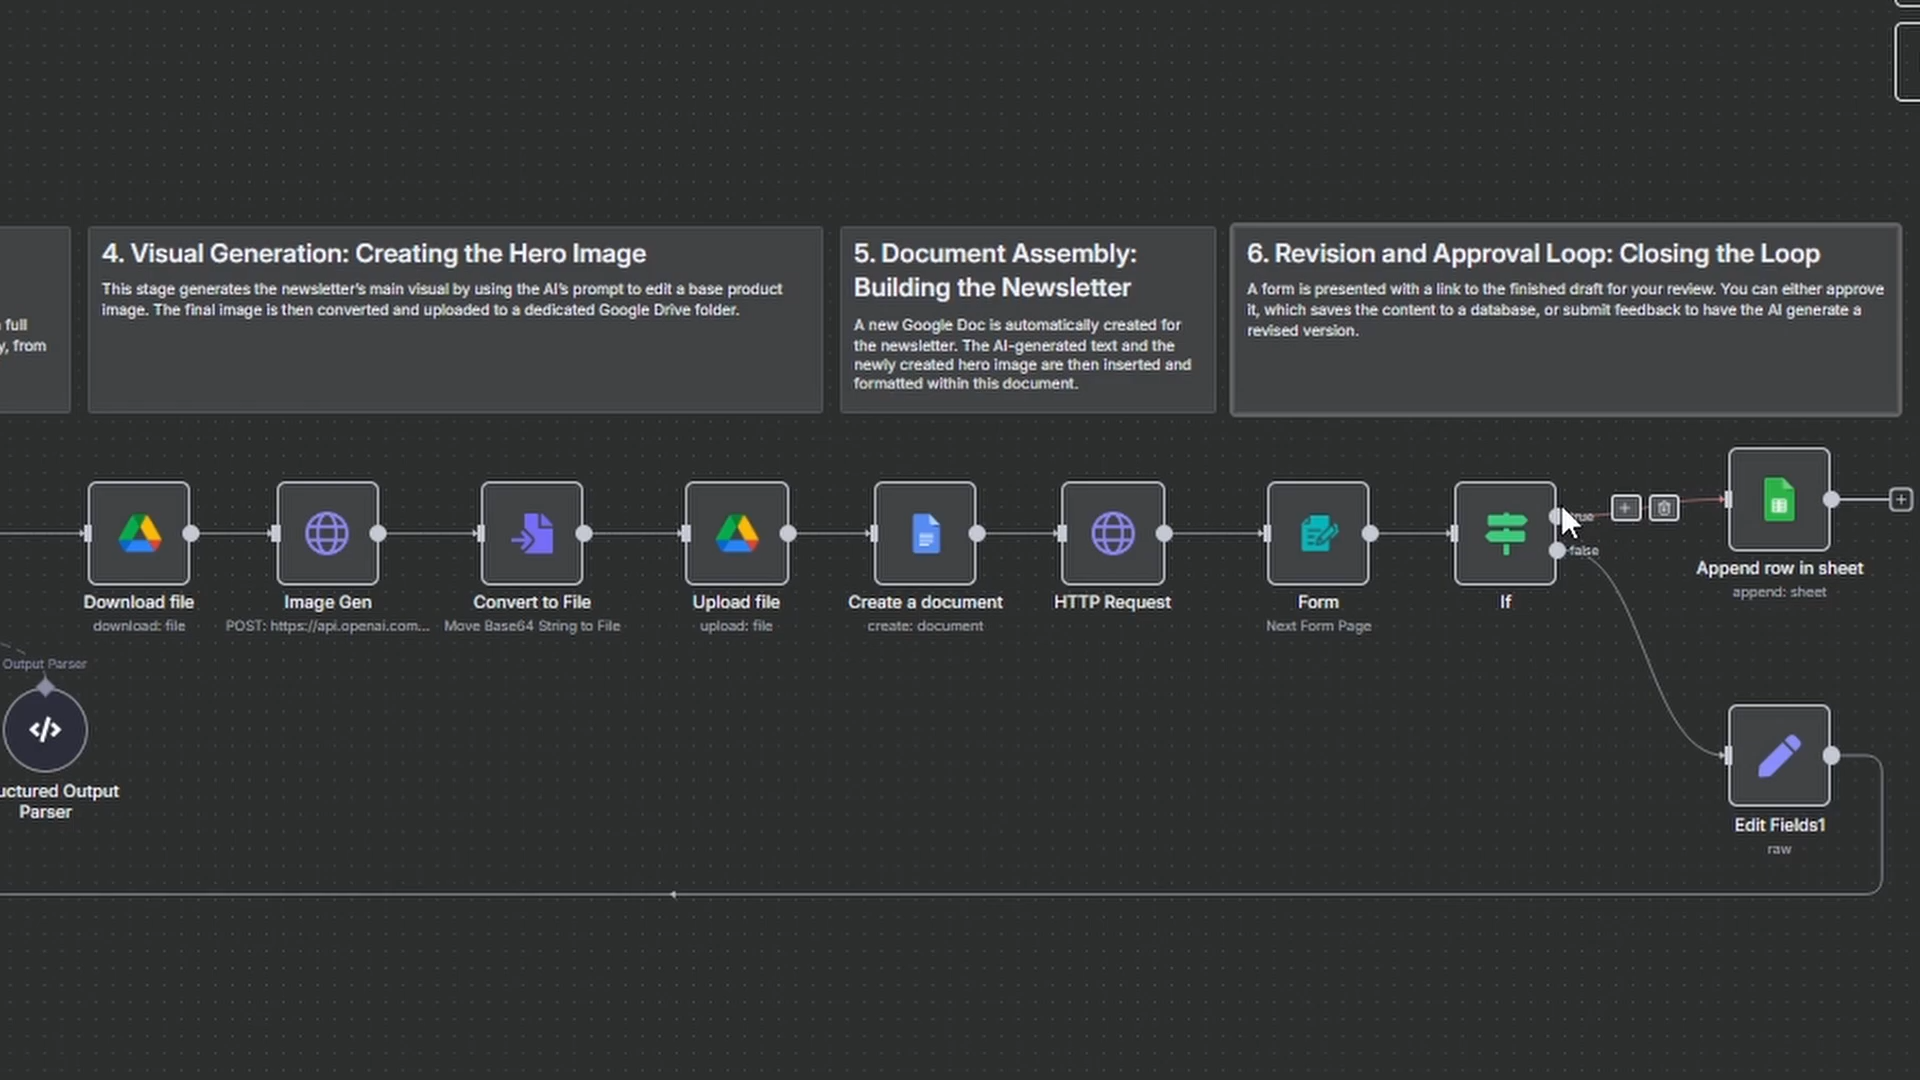 full
y, from
4. Visual Generation: Creating the Hero Image
This stage generates the newsletter's main visual by using the AI's prompt to edit a base product
image. The final image is then converted and uploaded to a dedicated Google Drive folder.
5. Document Assembly:
Building the Newsletter
A new Google Doc is automatically created for
the newsletter. The AI-generated text and the
newly created hero image are then inserted and
formatted within this document.
6. Revision and Approval Loop: Closing the Loop
A form is presented with a link to the finished draft for your review. You can either approve
it, which saves the content to a database, or submit feedback to have the AI generate a
revised version.
Download file
download: file
Image Gen
POST: https://api.openai.com...
Convert to File
Move Base64 String to File
Upload file
upload: file
Create a document
create: document
HTTP Request
Form
Next Form Page
If
true
false
Append row in sheet
append: sheet
Edit Fields1
raw
Output Parser
uctured Output
Parser